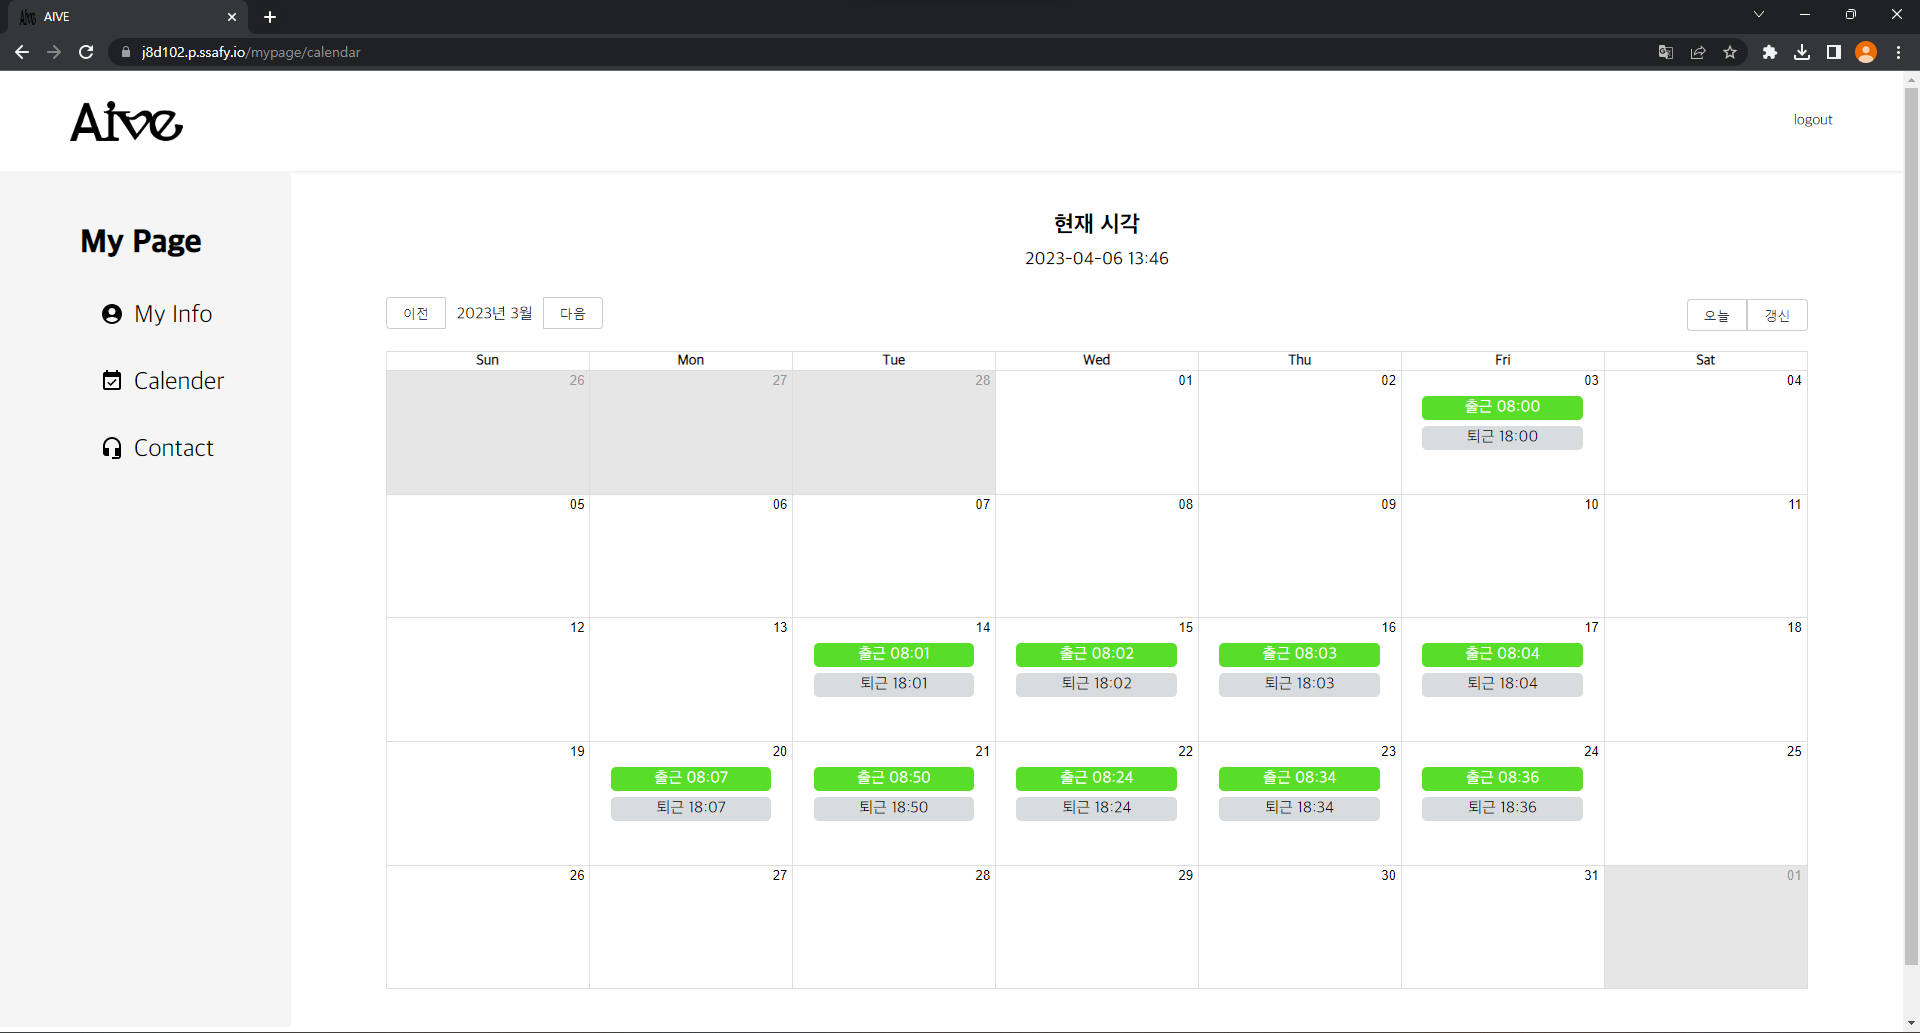 AIVE
j8d102.p.ssafy.io/mypage/calendar
Aive
logout
My Page
My Info
Calender
Contact
현재 시각
2023-04-06 13:46
이전 2023년 3월 다음
오늘 갱신
Sun Mon Tue Wed Thu Fri Sat
26 27 28 01 02 03 04
출근 08:00
퇴근 18:00
05 06 07 08 09 10 11
12 13 14 15 16 17 18
출근 08:01 출근 08:02 출근 08:03 출근 08:04
퇴근 18:01 퇴근 18:02 퇴근 18:03 퇴근 18:04
19 20 21 22 23 24 25
출근 08:07 출근 08:50 출근 08:24 출근 08:34 출근 08:36
퇴근 18:07 퇴근 18:50 퇴근 18:24 퇴근 18:34 퇴근 18:36
26 27 28 29 30 31 01